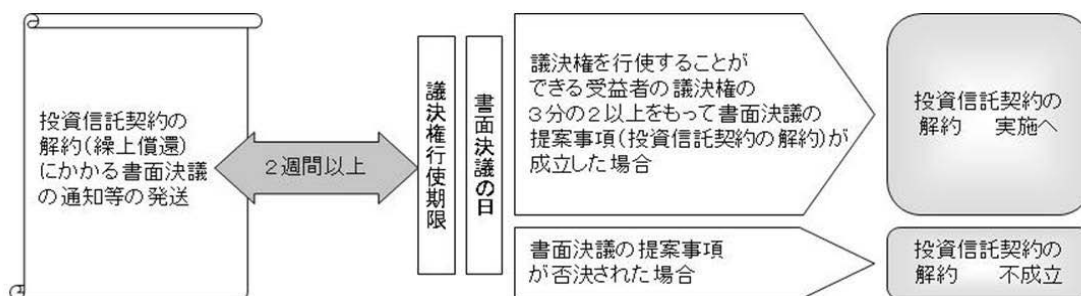 投資信託契約の
解約(繰上償還)
にかかる書面決議
の通知等の発送
２週間以上
議決権行使期限
書面決議の日
議決権を行使することが
できる受益者の議決権の
３分の２以上をもって書面決議の
提案事項(投資信託契約の解約)が
成立した場合
投資信託契約の
解約　実施へ
書面決議の提案事項
が否決された場合
投資信託契約の
解約　不成立